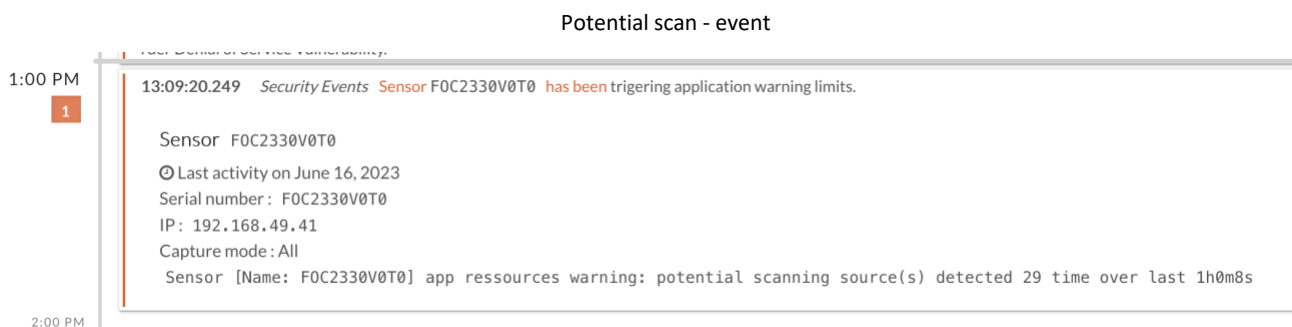 Potential scan - event
1:00 PM
1
13:09:20.249 Security Events Sensor FOC2330V0T0 has been trigering application warning limits.
Sensor FOC2330V0T0
Last activity on June 16, 2023
Serial number : FOC2330V0T0
IP : 192.168.49.41
Capture mode : All
Sensor [Name: FOC2330V0T0] app ressources warning: potential scanning source(s) detected 29 time over last 1h0m8s
2:00 PM